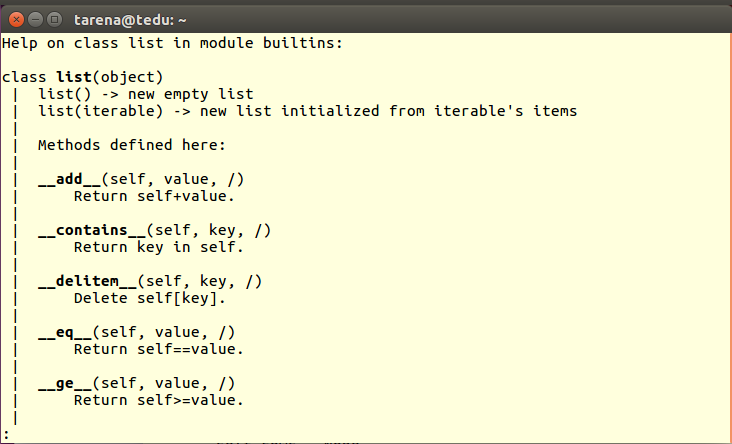 tarena@tedu: ~
Help on class list in module builtins:

class list(object)
 |  list() -> new empty list
 |  list(iterable) -> new list initialized from iterable's items
 |
 |  Methods defined here:
 |
 |  __add__(self, value, /)
 |      Return self+value.
 |
 |  __contains__(self, key, /)
 |      Return key in self.
 |
 |  __delitem__(self, key, /)
 |      Delete self[key].
 |
 |  __eq__(self, value, /)
 |      Return self==value.
 |
 |  __ge__(self, value, /)
 |      Return self>=value.
 |
: